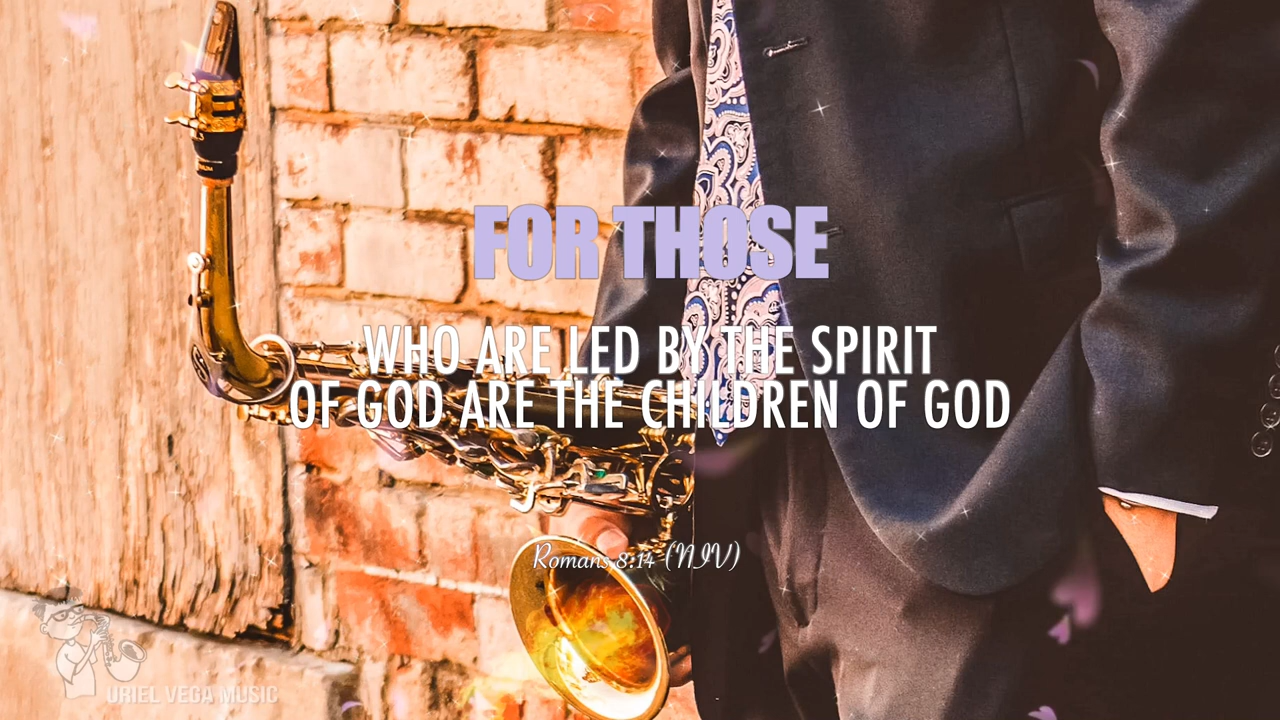 FOR THOSE
WHO ARE LED BY THE SPIRIT
OF GOD ARE THE CHILDREN OF GOD
Romans 8:14 (NIV)
URIEL VEGA MUSIC